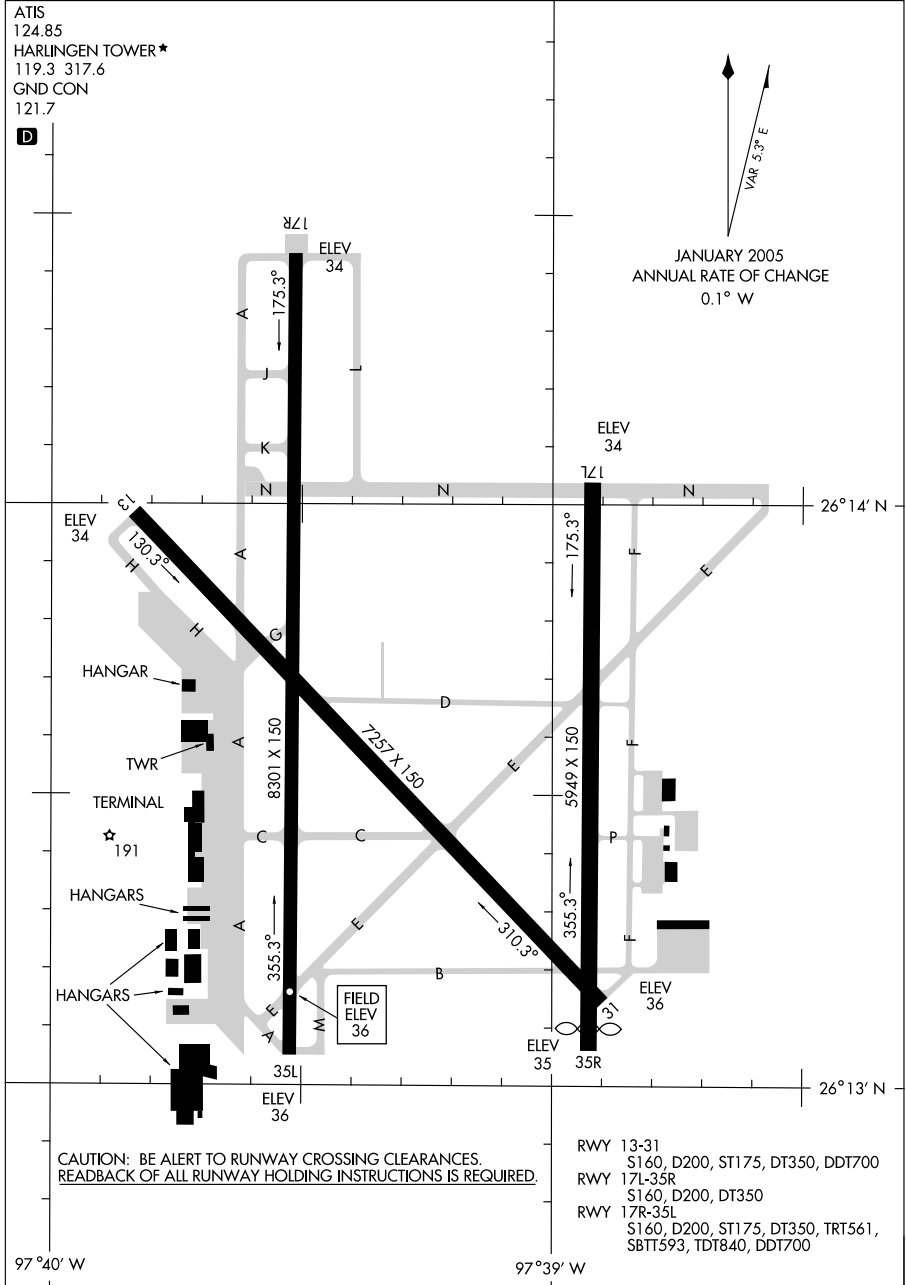 ATIS
124.85
HARLINGEN TOWER★
119.3 317.6
GND CON
121.7
D
VAR 5.3° E
JANUARY 2005
ANNUAL RATE OF CHANGE
0.1° W
17R
ELEV
34
A
175.3°
J
L
K
ELEV
34
17L
N
N
N
26°14' N
13
ELEV
34
130.3°
H
H
A
G
175.3°
F
E
HANGAR
D
TWR
A
8301 X 150
7257 X 150
E
5949 X 150
F
TERMINAL
191
C
C
P
HANGARS
A
355.3°
E
310.3°
355.3°
F
HANGARS
B
ELEV
36
31
FIELD
ELEV
36
E
A
M
ELEV
35
35R
35L
ELEV
36
26°13' N
CAUTION: BE ALERT TO RUNWAY CROSSING CLEARANCES.
READBACK OF ALL RUNWAY HOLDING INSTRUCTIONS IS REQUIRED.
RWY 13-31
S160, D200, ST175, DT350, DDT700
RWY 17L-35R
S160, D200, DT350
RWY 17R-35L
S160, D200, ST175, DT350, TRT561,
SBTT593, TDT840, DDT700
97°40' W
97°39' W